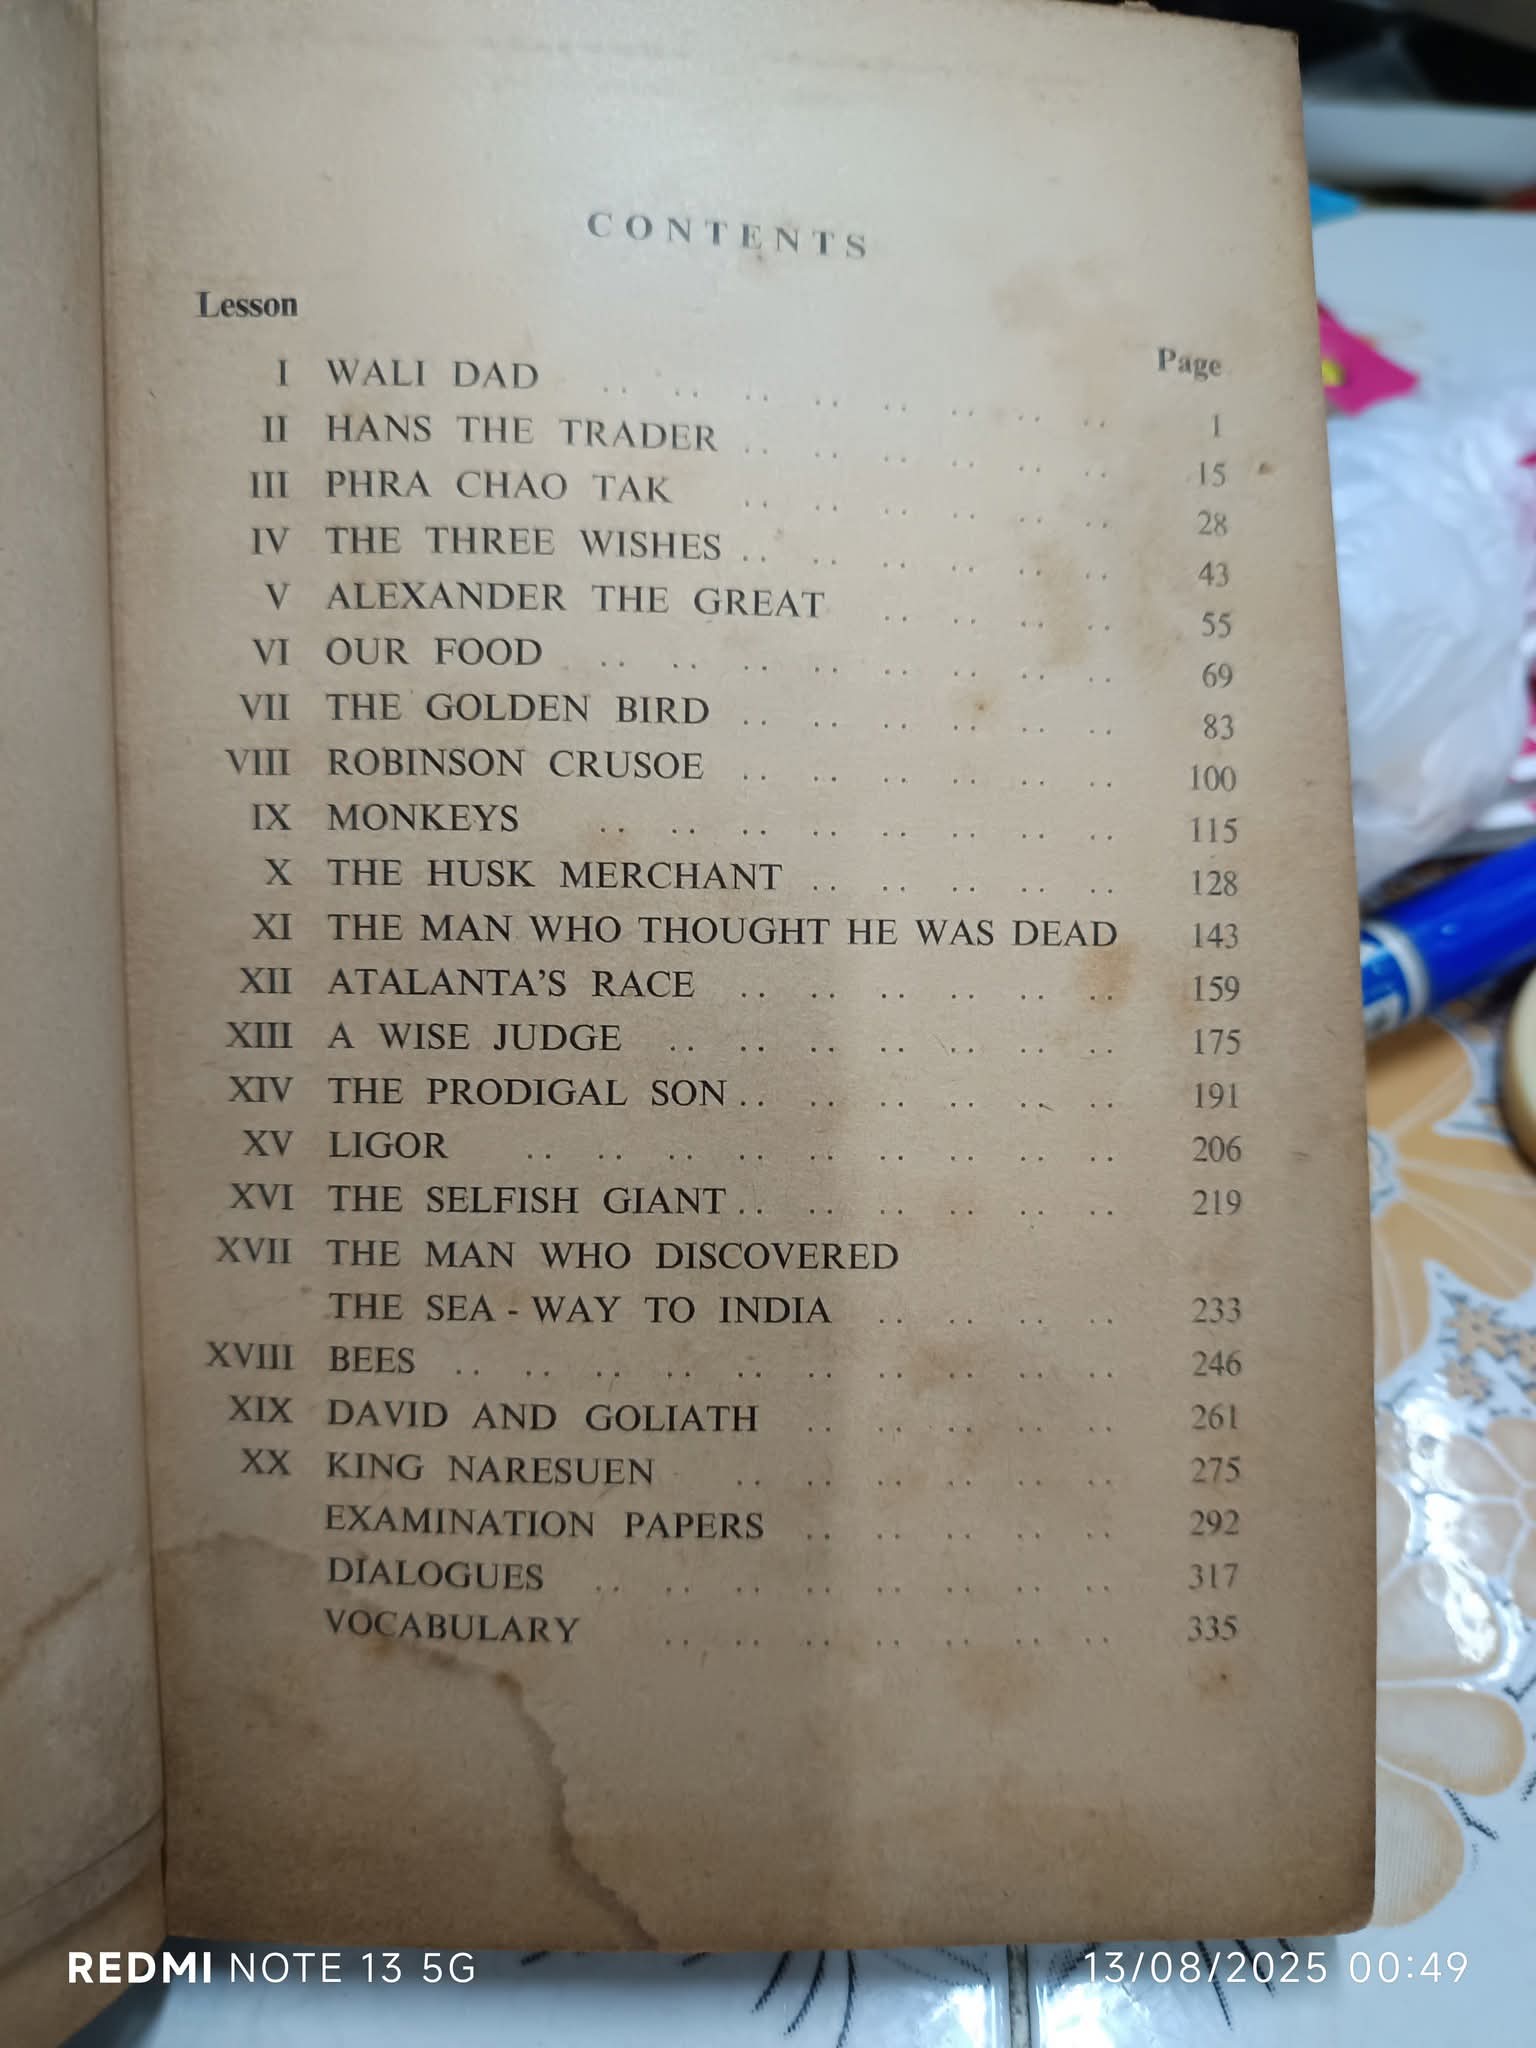 CONTENTS
Lesson
Page
I WALI DAD .. .. .. .. .. .. .. .. 1
II HANS THE TRADER .. .. .. .. .. .. 15
III PHRA CHAO TAK .. .. .. .. .. .. 28
IV THE THREE WISHES .. .. .. .. .. .. 43
V ALEXANDER THE GREAT .. .. .. .. 55
VI OUR FOOD .. .. .. .. .. .. .. .. 69
VII THE GOLDEN BIRD .. .. .. .. .. .. 83
VIII ROBINSON CRUSOE .. .. .. .. .. .. 100
IX MONKEYS .. .. .. .. .. .. .. .. 115
X THE HUSK MERCHANT .. .. .. .. .. 128
XI THE MAN WHO THOUGHT HE WAS DEAD 143
XII ATALANTA'S RACE .. .. .. .. .. .. 159
XIII A WISE JUDGE .. .. .. .. .. .. .. 175
XIV THE PRODIGAL SON .. .. .. .. .. .. 191
XV LIGOR .. .. .. .. .. .. .. .. .. 206
XVI THE SELFISH GIANT .. .. .. .. .. .. 219
XVII THE MAN WHO DISCOVERED
THE SEA - WAY TO INDIA .. .. .. .. 233
XVIII BEES .. .. .. .. .. .. .. .. .. .. 246
XIX DAVID AND GOLIATH .. .. .. .. .. 261
XX KING NARESUEN .. .. .. .. .. .. 275
EXAMINATION PAPERS .. .. .. .. .. 292
DIALOGUES .. .. .. .. .. .. .. .. 317
VOCABULARY .. .. .. .. .. .. .. 335
REDMI NOTE 13 5G
13/08/2025 00:49